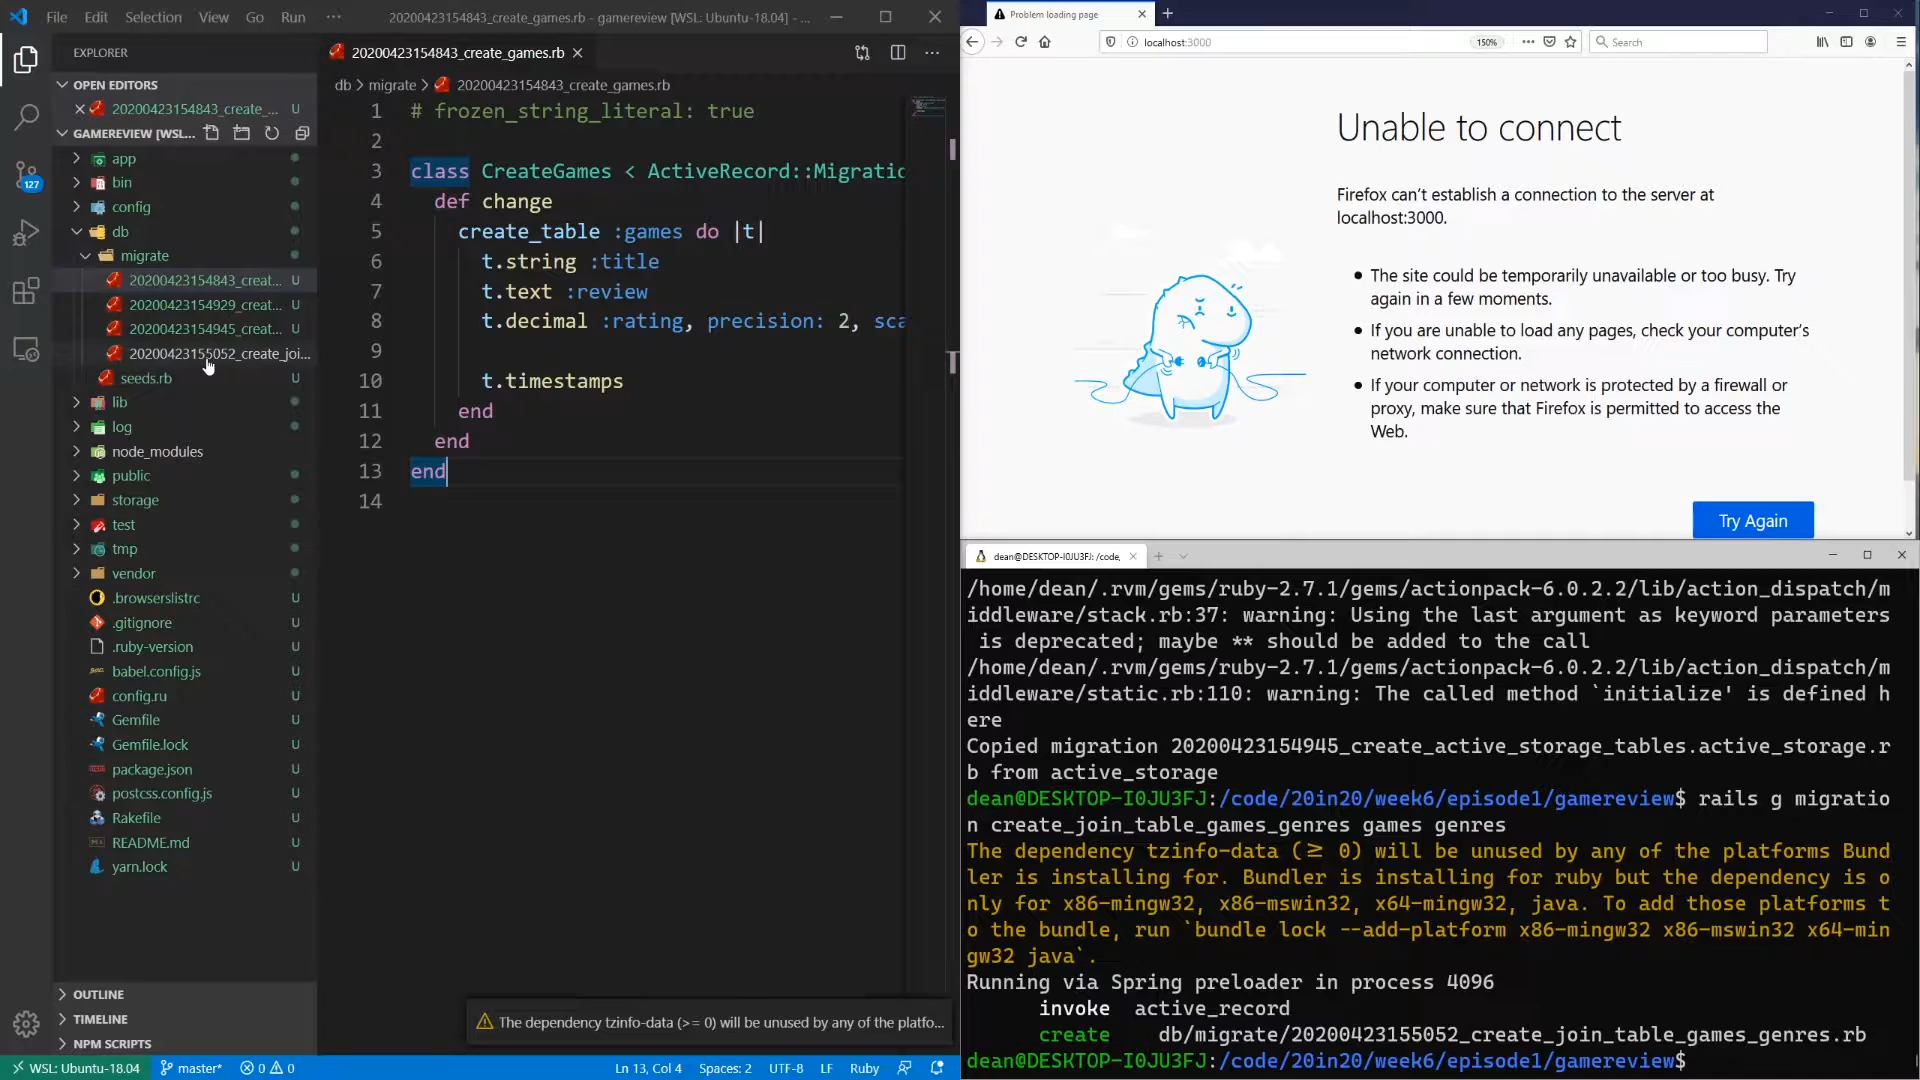 File Edit Selection View Go Run ··· 20200423154843_create_games.rb - gamereview [WSL: Ubuntu-18.04] - ...
EXPLORER
OPEN EDITORS
20200423154843_create_... U
GAMEREVIEW [WSL...
app
bin
config
db
migrate
20200423154843_creat... U
20200423154929_creat... U
20200423154945_creat... U
20200423155052_create_joi...
seeds.rb U
lib
log
node_modules
public
storage
test
tmp
vendor
.browserslistrc U
.gitignore U
.ruby-version U
babel.config.js U
config.ru U
Gemfile U
Gemfile.lock U
package.json U
postcss.config.js U
Rakefile U
README.md U
yarn.lock U
OUTLINE
TIMELINE
NPM SCRIPTS
127
20200423154843_create_games.rb
db > migrate > 20200423154843_create_games.rb
1 # frozen_string_literal: true
2
3 class CreateGames < ActiveRecord::Migratio
4 def change
5 create_table :games do |t|
6 t.string :title
7 t.text :review
8 t.decimal :rating, precision: 2, sca
9
10 t.timestamps
11 end
12 end
13 end
14
The dependency tzinfo-data (>= 0) will be unused by any of the platfo...
WSL: Ubuntu-18.04 master* 0 0 Ln 13, Col 4 Spaces: 2 UTF-8 LF Ruby
Problem loading page
localhost:3000 150% Search
Unable to connect
Firefox can't establish a connection to the server at
localhost:3000.
• The site could be temporarily unavailable or too busy. Try
again in a few moments.
• If you are unable to load any pages, check your computer's
network connection.
• If your computer or network is protected by a firewall or
proxy, make sure that Firefox is permitted to access the
Web.
Try Again
dean@DESKTOP-I0JU3FJ: /code,
/home/dean/.rvm/gems/ruby-2.7.1/gems/actionpack-6.0.2.2/lib/action_dispatch/m
iddleware/stack.rb:37: warning: Using the last argument as keyword parameters
is deprecated; maybe ** should be added to the call
/home/dean/.rvm/gems/ruby-2.7.1/gems/actionpack-6.0.2.2/lib/action_dispatch/m
iddleware/static.rb:110: warning: The called method `initialize' is defined h
ere
Copied migration 20200423154945_create_active_storage_tables.active_storage.r
b from active_storage
dean@DESKTOP-I0JU3FJ:/code/20in20/week6/episode1/gamereview$ rails g migratio
n create_join_table_games_genres games genres
The dependency tzinfo-data (≥ 0) will be unused by any of the platforms Bund
ler is installing for. Bundler is installing for ruby but the dependency is o
nly for x86-mingw32, x86-mswin32, x64-mingw32, java. To add those platforms t
o the bundle, run `bundle lock --add-platform x86-mingw32 x86-mswin32 x64-min
gw32 java`.
Running via Spring preloader in process 4096
invoke active_record
create db/migrate/20200423155052_create_join_table_games_genres.rb
dean@DESKTOP-I0JU3FJ:/code/20in20/week6/episode1/gamereview$